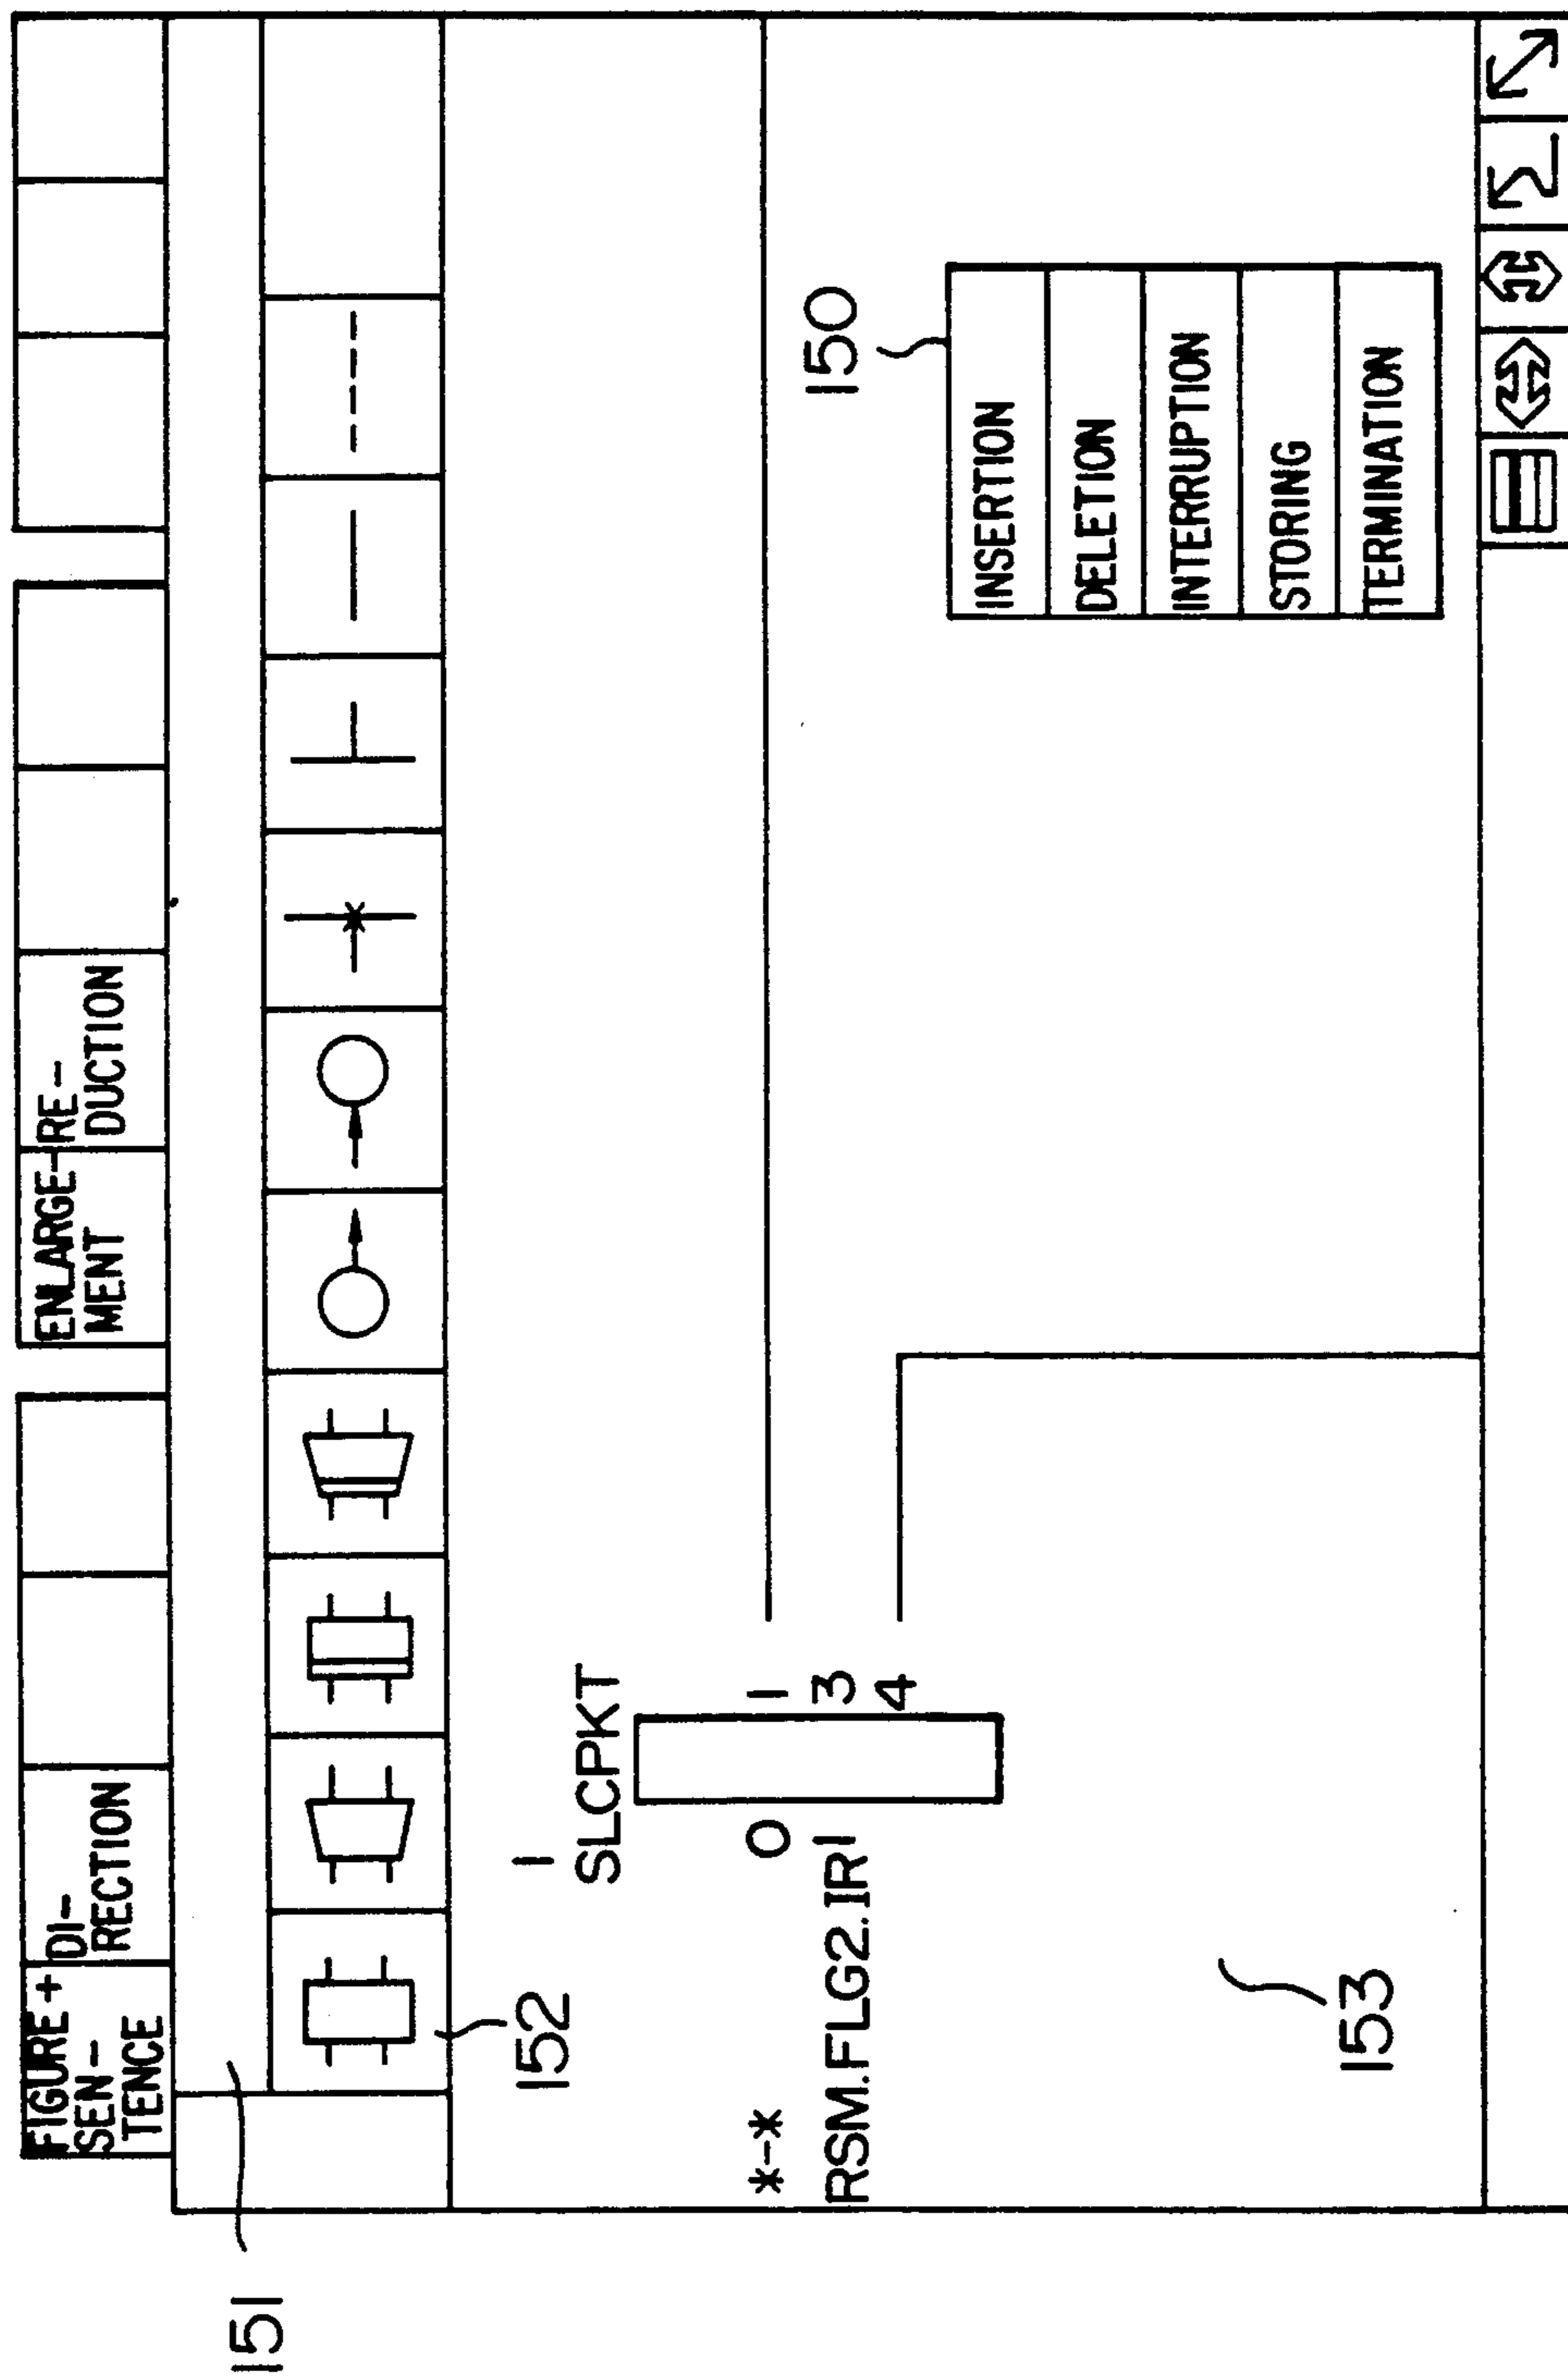 FIGURE +
SEN-
TENCE
DI-
RECTION
ENLARGE-
MENT
RE-
DUCTION
151
152
1
SLCPKT
*-*
0
1
RSM.FLG2.IR1
3
4
150
INSERTION
DELETION
INTERRUPTION
STORING
TERMINATION
153